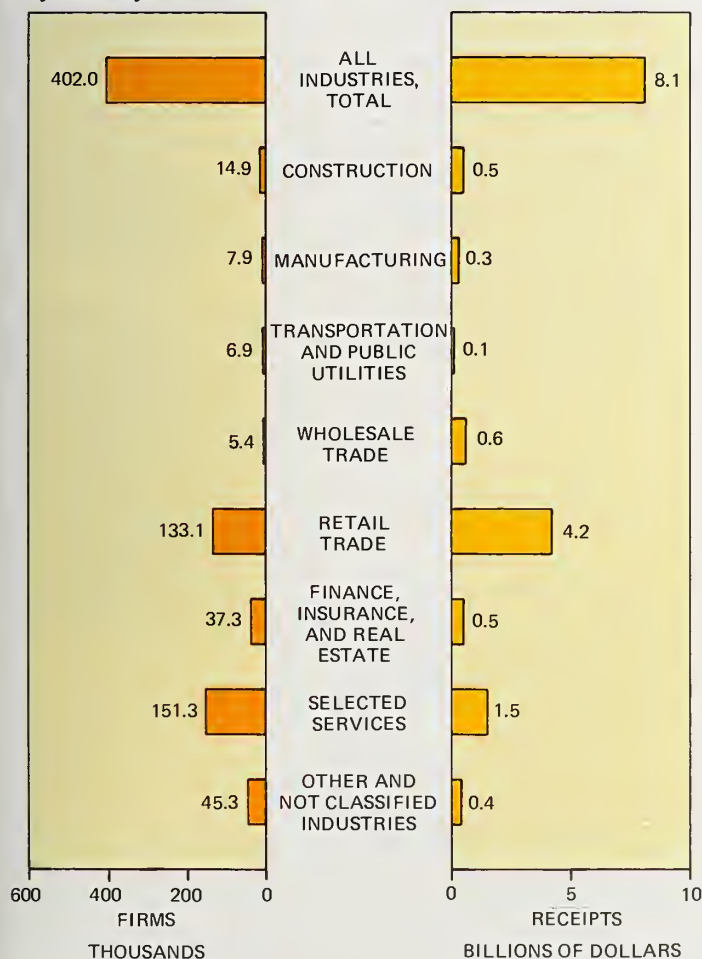 402.0 ALL INDUSTRIES, TOTAL 8.1
14.9 CONSTRUCTION 0.5
7.9 MANUFACTURING 0.3
6.9 TRANSPORTATION AND PUBLIC UTILITIES 0.1
5.4 WHOLESALE TRADE 0.6
133.1 RETAIL TRADE 4.2
37.3 FINANCE, INSURANCE, AND REAL ESTATE 0.5
151.3 SELECTED SERVICES 1.5
45.3 OTHER AND NOT CLASSIFIED INDUSTRIES 0.4
600 400 200 0 0 5 10
FIRMS RECEIPTS
THOUSANDS BILLIONS OF DOLLARS